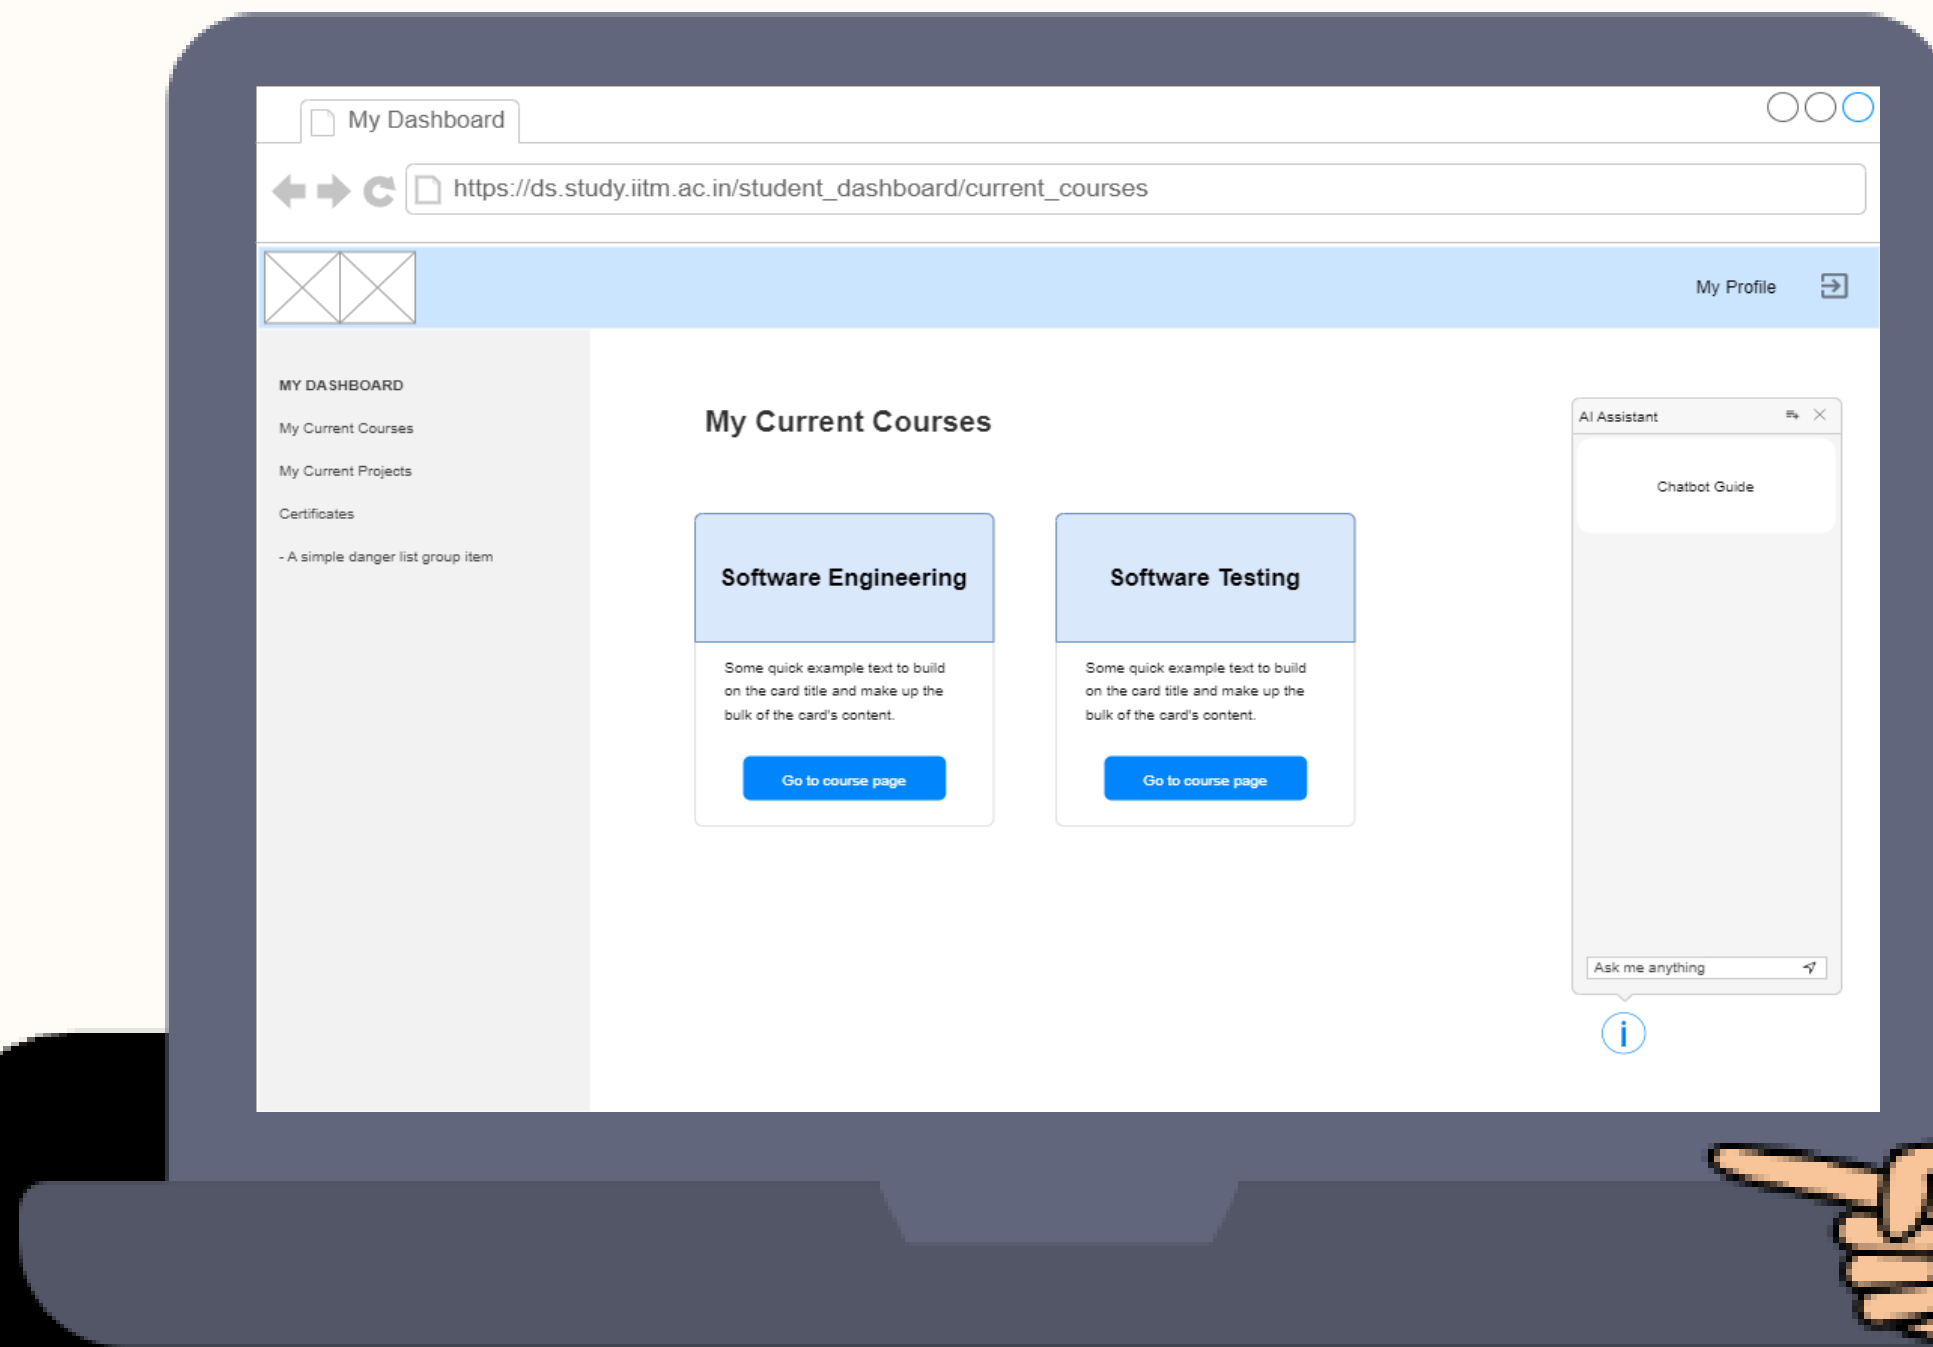 My Dashboard
https://ds.study.iitm.ac.in/student_dashboard/current_courses
My Profile
MY DASHBOARD
My Current Courses
My Current Projects
Certificates
- A simple danger list group item
My Current Courses
Software Engineering
Some quick example text to build
on the card title and make up the
bulk of the card's content.
Go to course page
Software Testing
Some quick example text to build
on the card title and make up the
bulk of the card's content.
Go to course page
AI Assistant
Chatbot Guide
Ask me anything
i